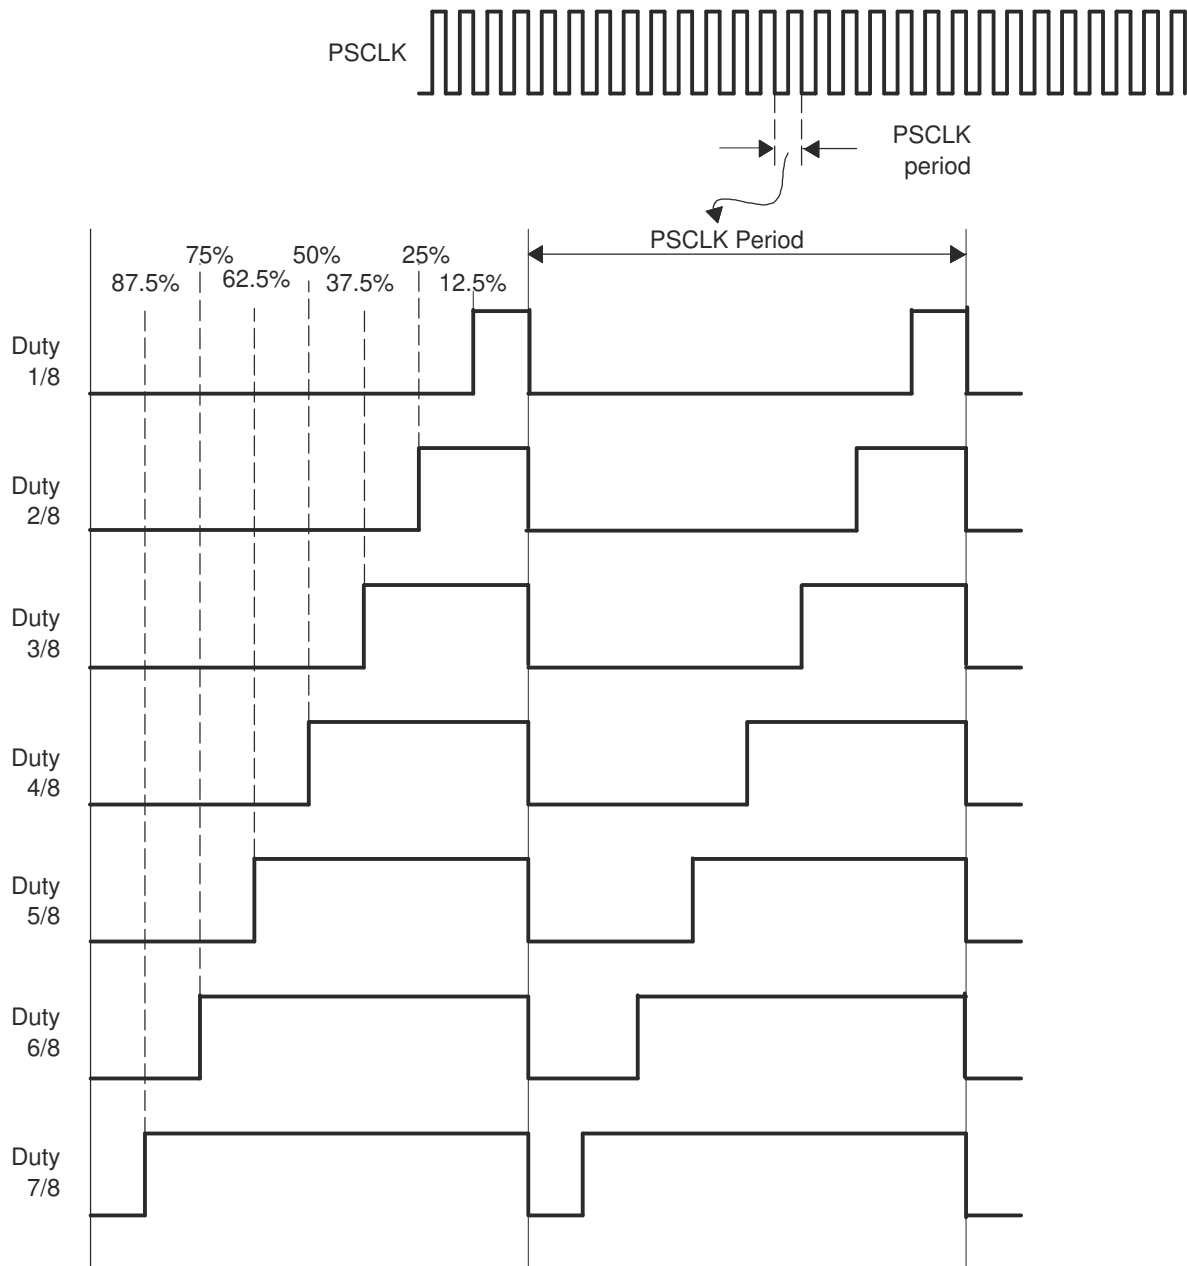 PSCLK
PSCLK
period
PSCLK Period
75%
50%
25%
87.5%
62.5%
37.5%
12.5%
Duty
1/8
Duty
2/8
Duty
3/8
Duty
4/8
Duty
5/8
Duty
6/8
Duty
7/8